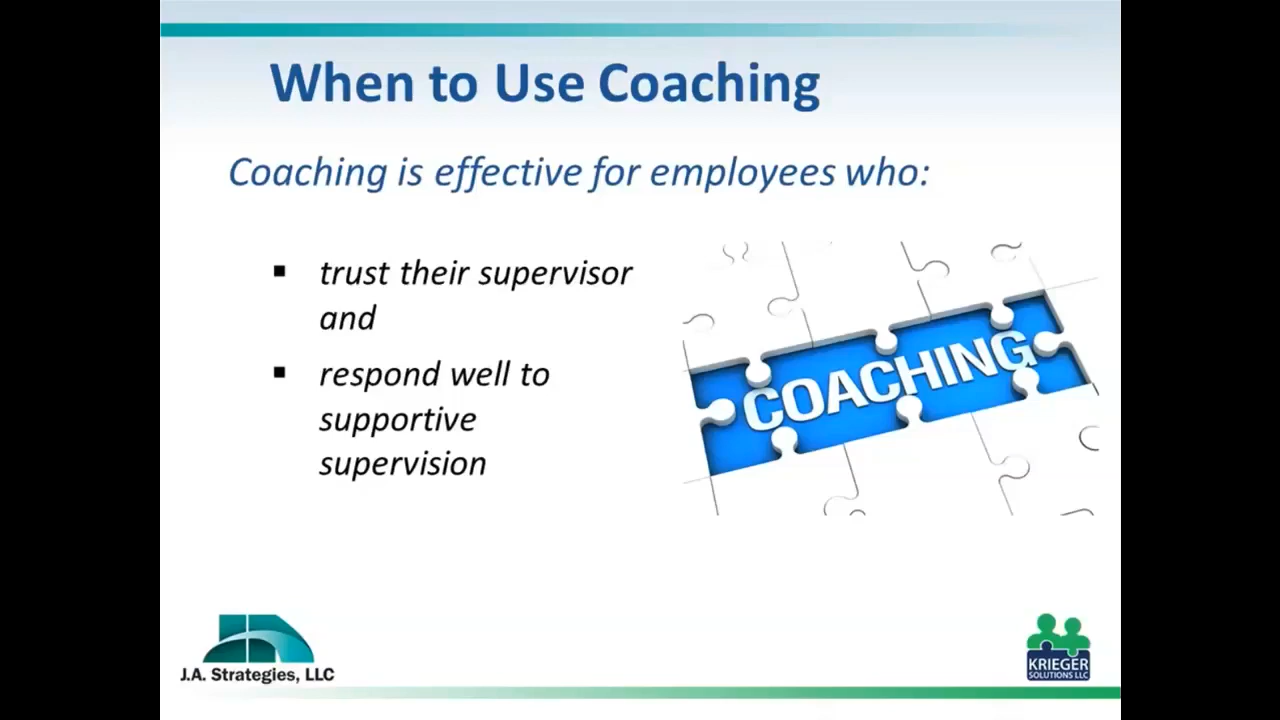 When to Use Coaching
Coaching is effective for employees who:
▪ trust their supervisor
and
▪ respond well to
supportive
supervision
COACHING
J.A. Strategies, LLC
KRIEGER
SOLUTIONS LLC